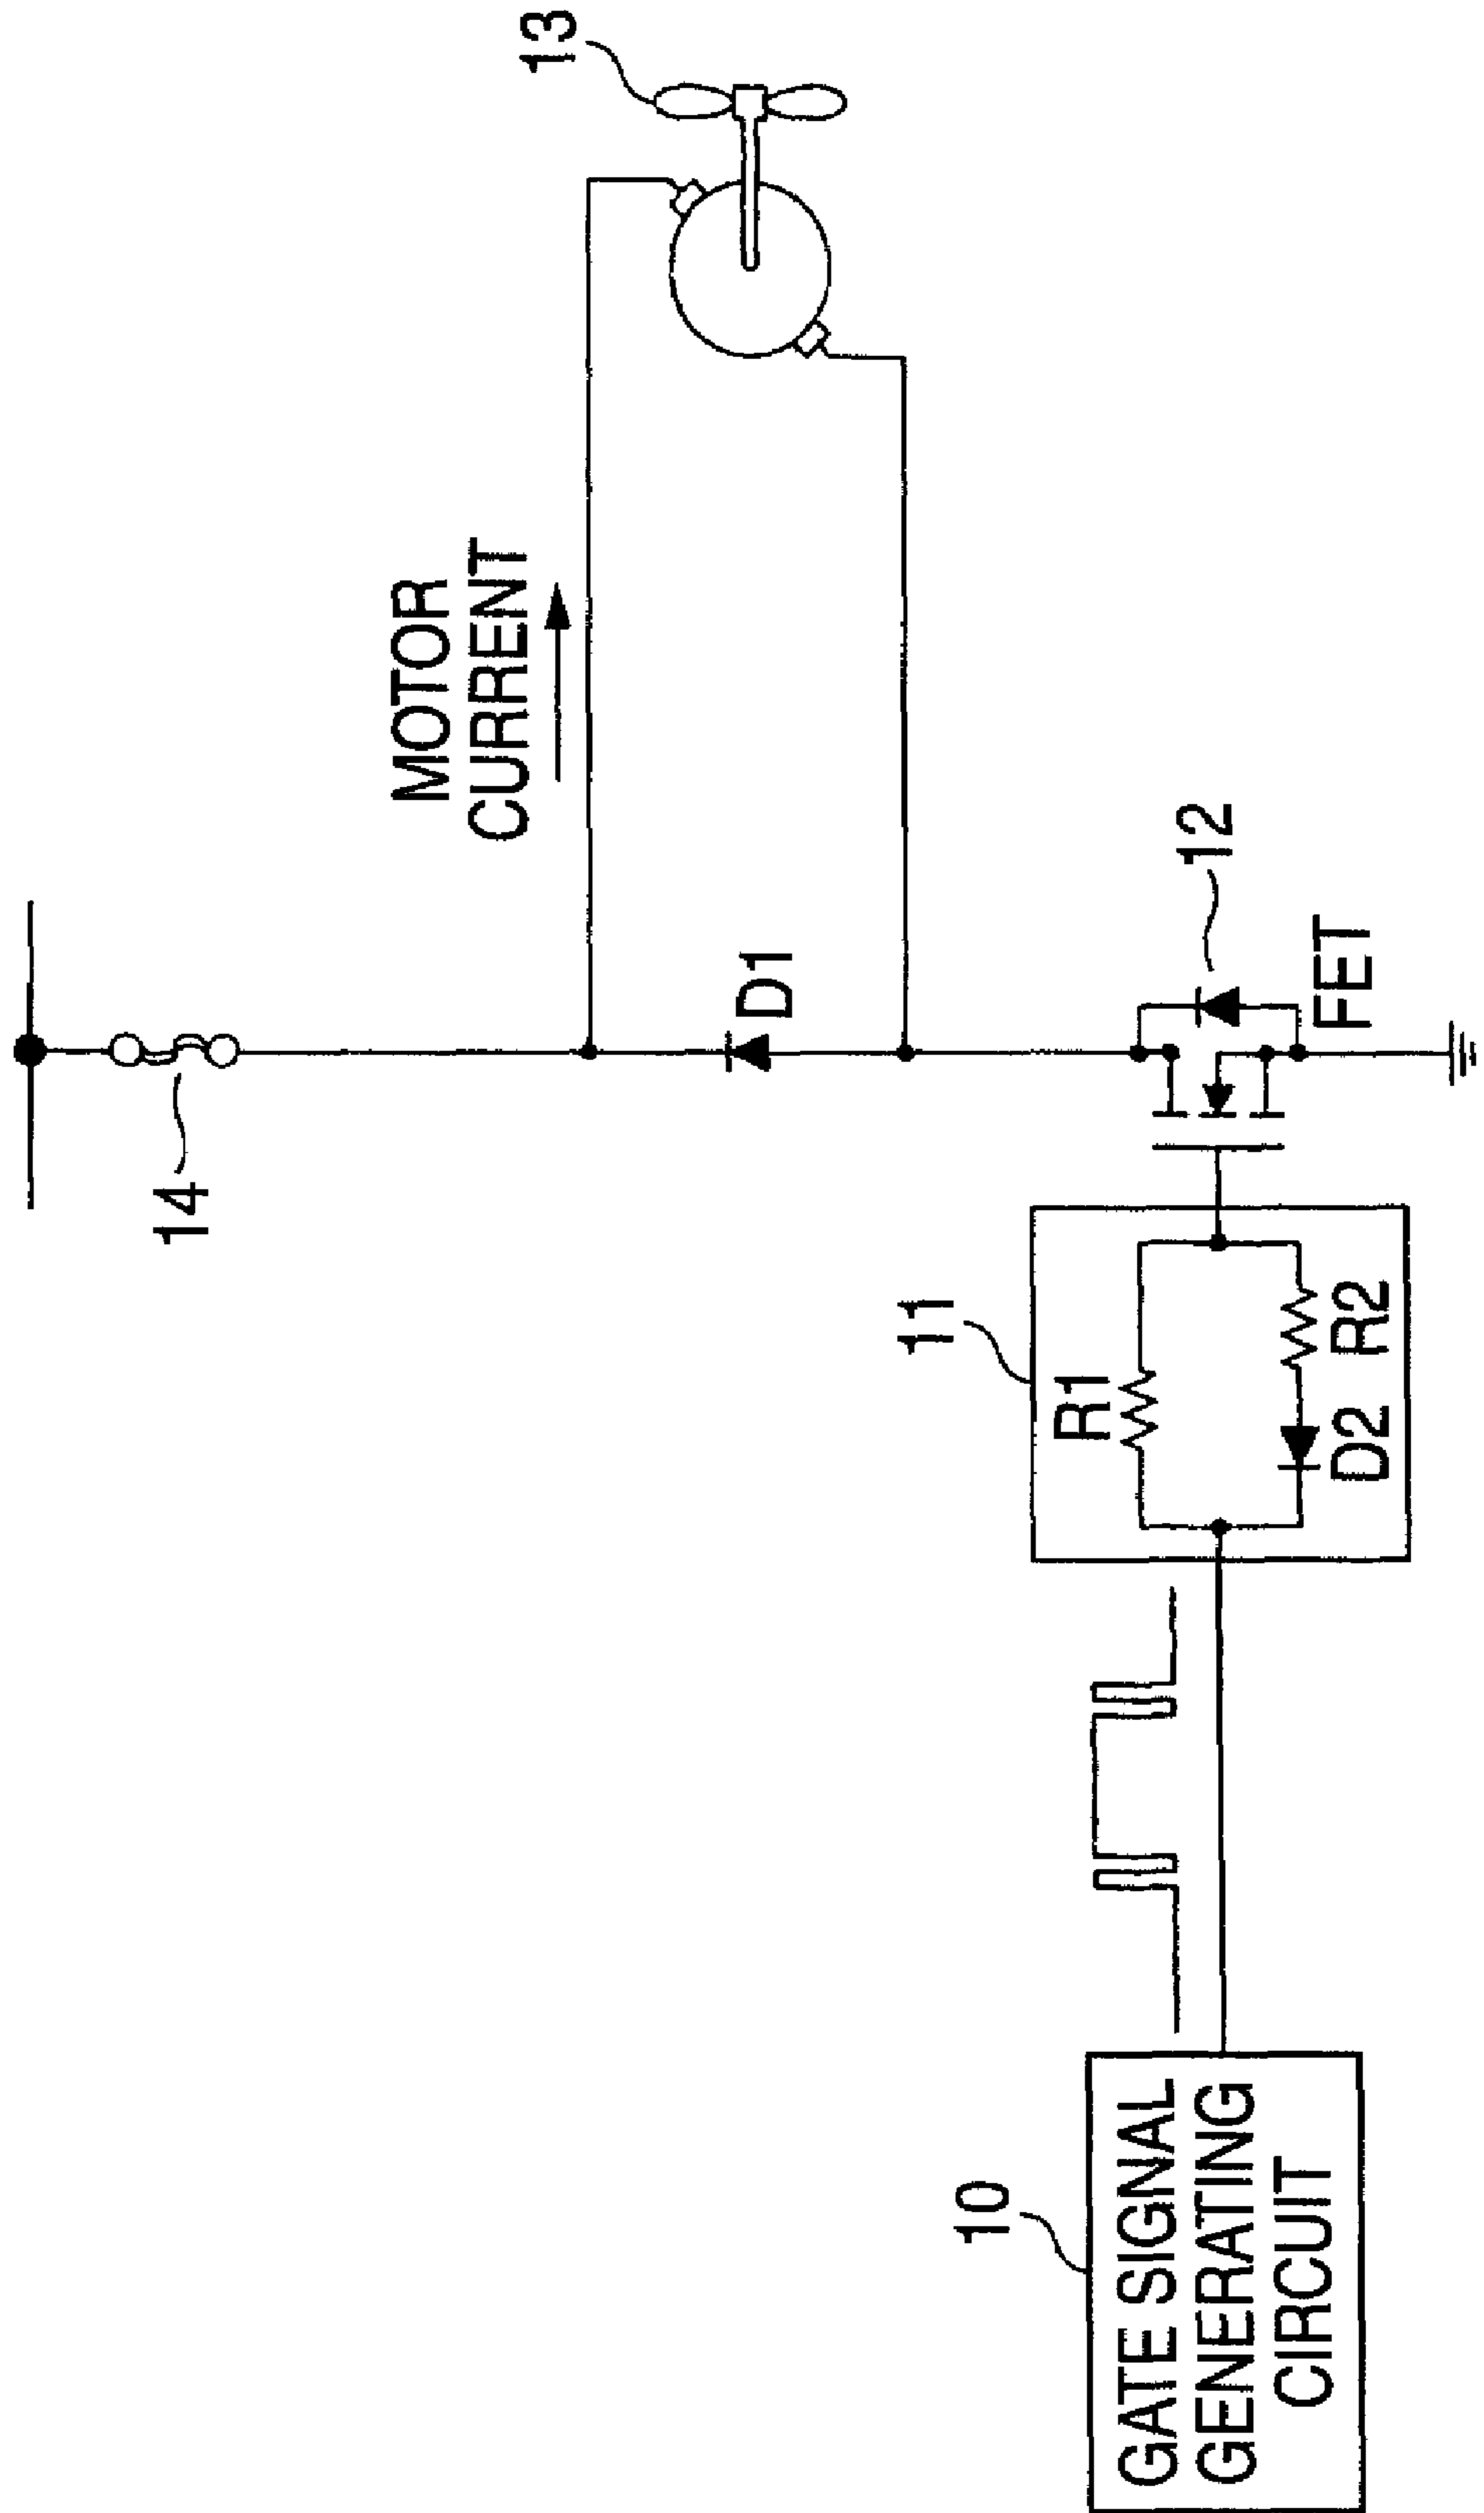 14
MOTOR
CURRENT
13
D1
12
FET
11
R1
D2 R2
10
GATE SIGNAL
GENERATING
CIRCUIT